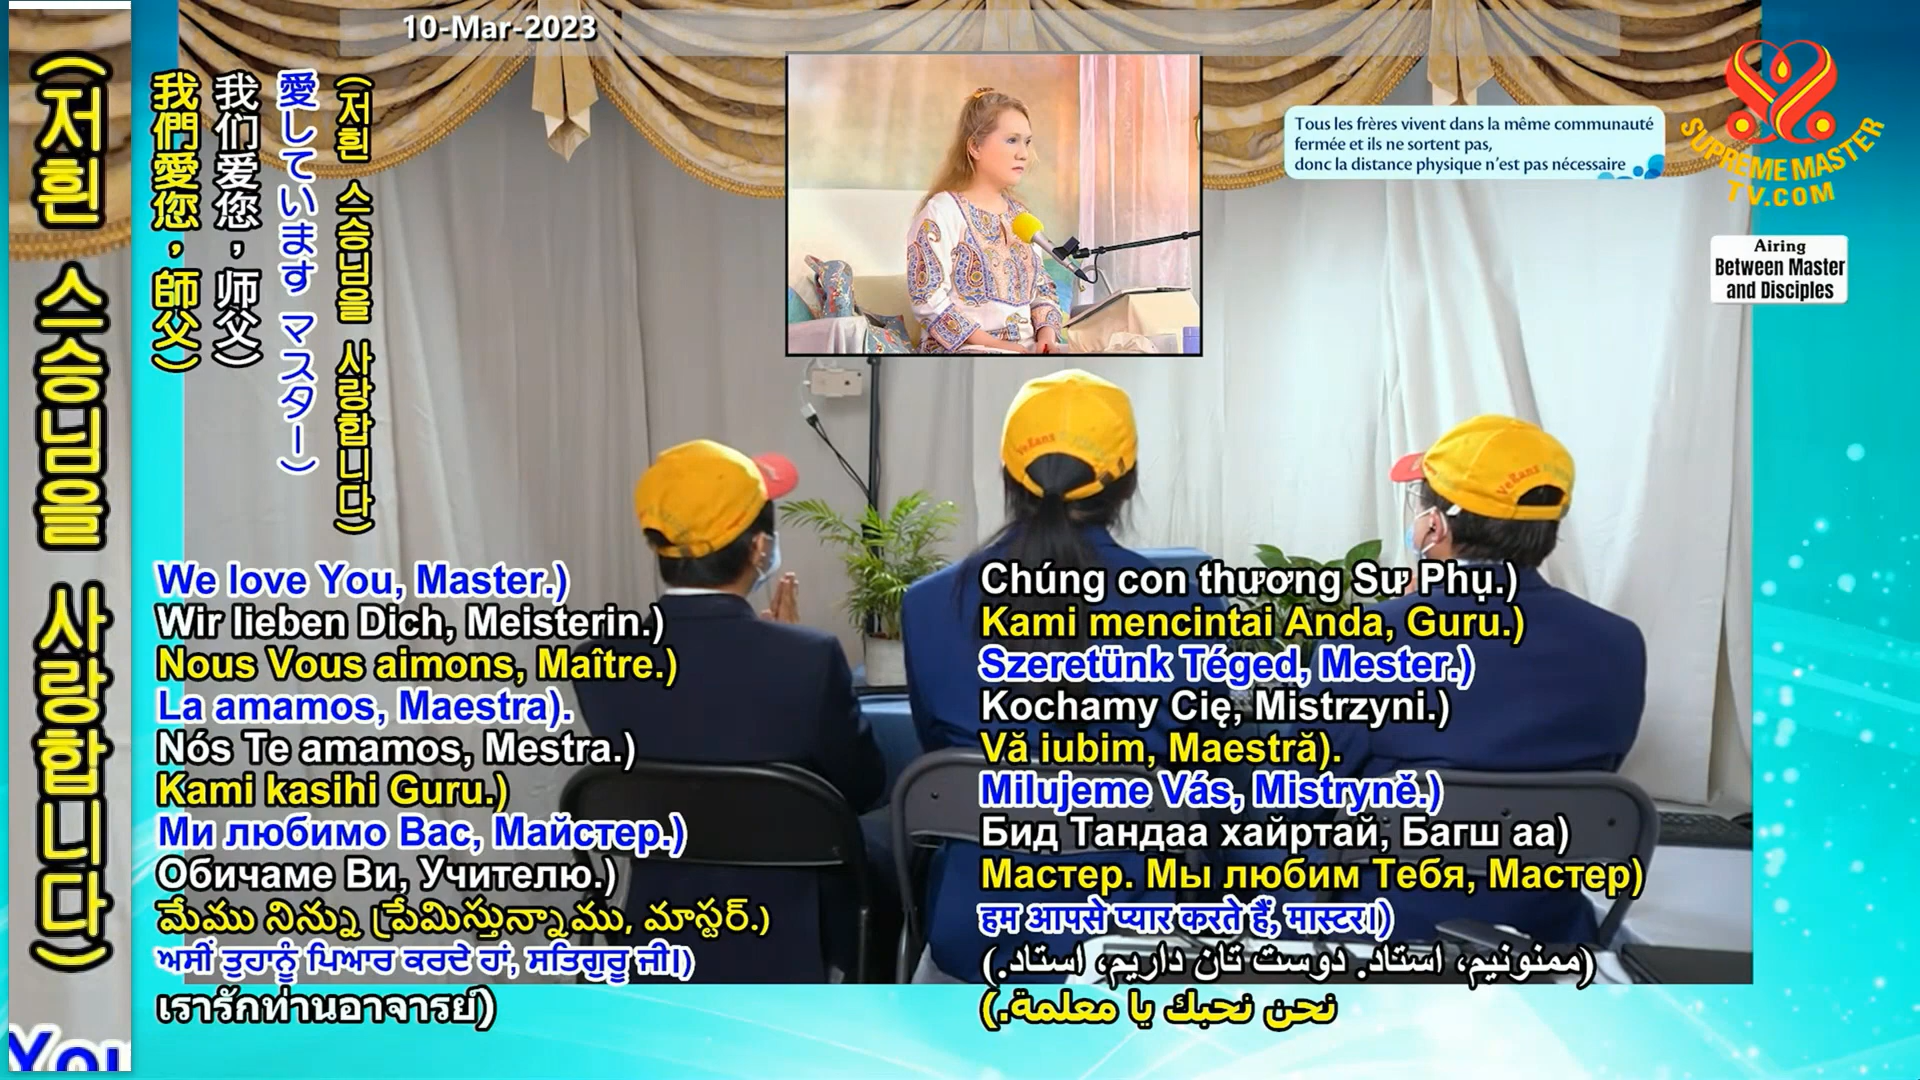 10-Mar-2023
(저흰 스승님을 사랑합니다)
You
我們愛您，師父)
我们爱您，师父)
愛しています マスター)
(저흰 스승님을 사랑합니다)
Tous les frères vivent dans la même communauté
fermée et ils ne sortent pas,
donc la distance physique n'est pas nécessaire
SUPREME MASTER
TV.COM
Airing
Between Master
and Disciples
We love You, Master.)
Wir lieben Dich, Meisterin.)
Nous Vous aimons, Maître.)
La amamos, Maestra).
Nós Te amamos, Mestra.)
Kami kasihi Guru.)
Ми любимо Вас, Майстер.)
Обичаме Ви, Учителю.)
మేము నిన్ను ప్రేమిస్తున్నాము, మాస్టర్.)
ਅਸੀਂ ਤੁਹਾਨੂੰ ਪਿਆਰ ਕਰਦੇ ਹਾਂ, ਸਤਿਗੁਰੂ ਜੀ।)
เรารักท่านอาจารย์)
Chúng con thương Sư Phụ.)
Kami mencintai Anda, Guru.)
Szeretünk Téged, Mester.)
Kochamy Cię, Mistrzyni.)
Vă iubim, Maestră).
Milujeme Vás, Mistryně.)
Бид Тандаа хайртай, Багш аа)
Мастер. Мы любим Тебя, Мастер)
हम आपसे प्यार करते हैं, मास्टर।)
(ممنونیم، استاد. دوست تان داریم، استاد.)
نحن نحبك يا معلمة.)